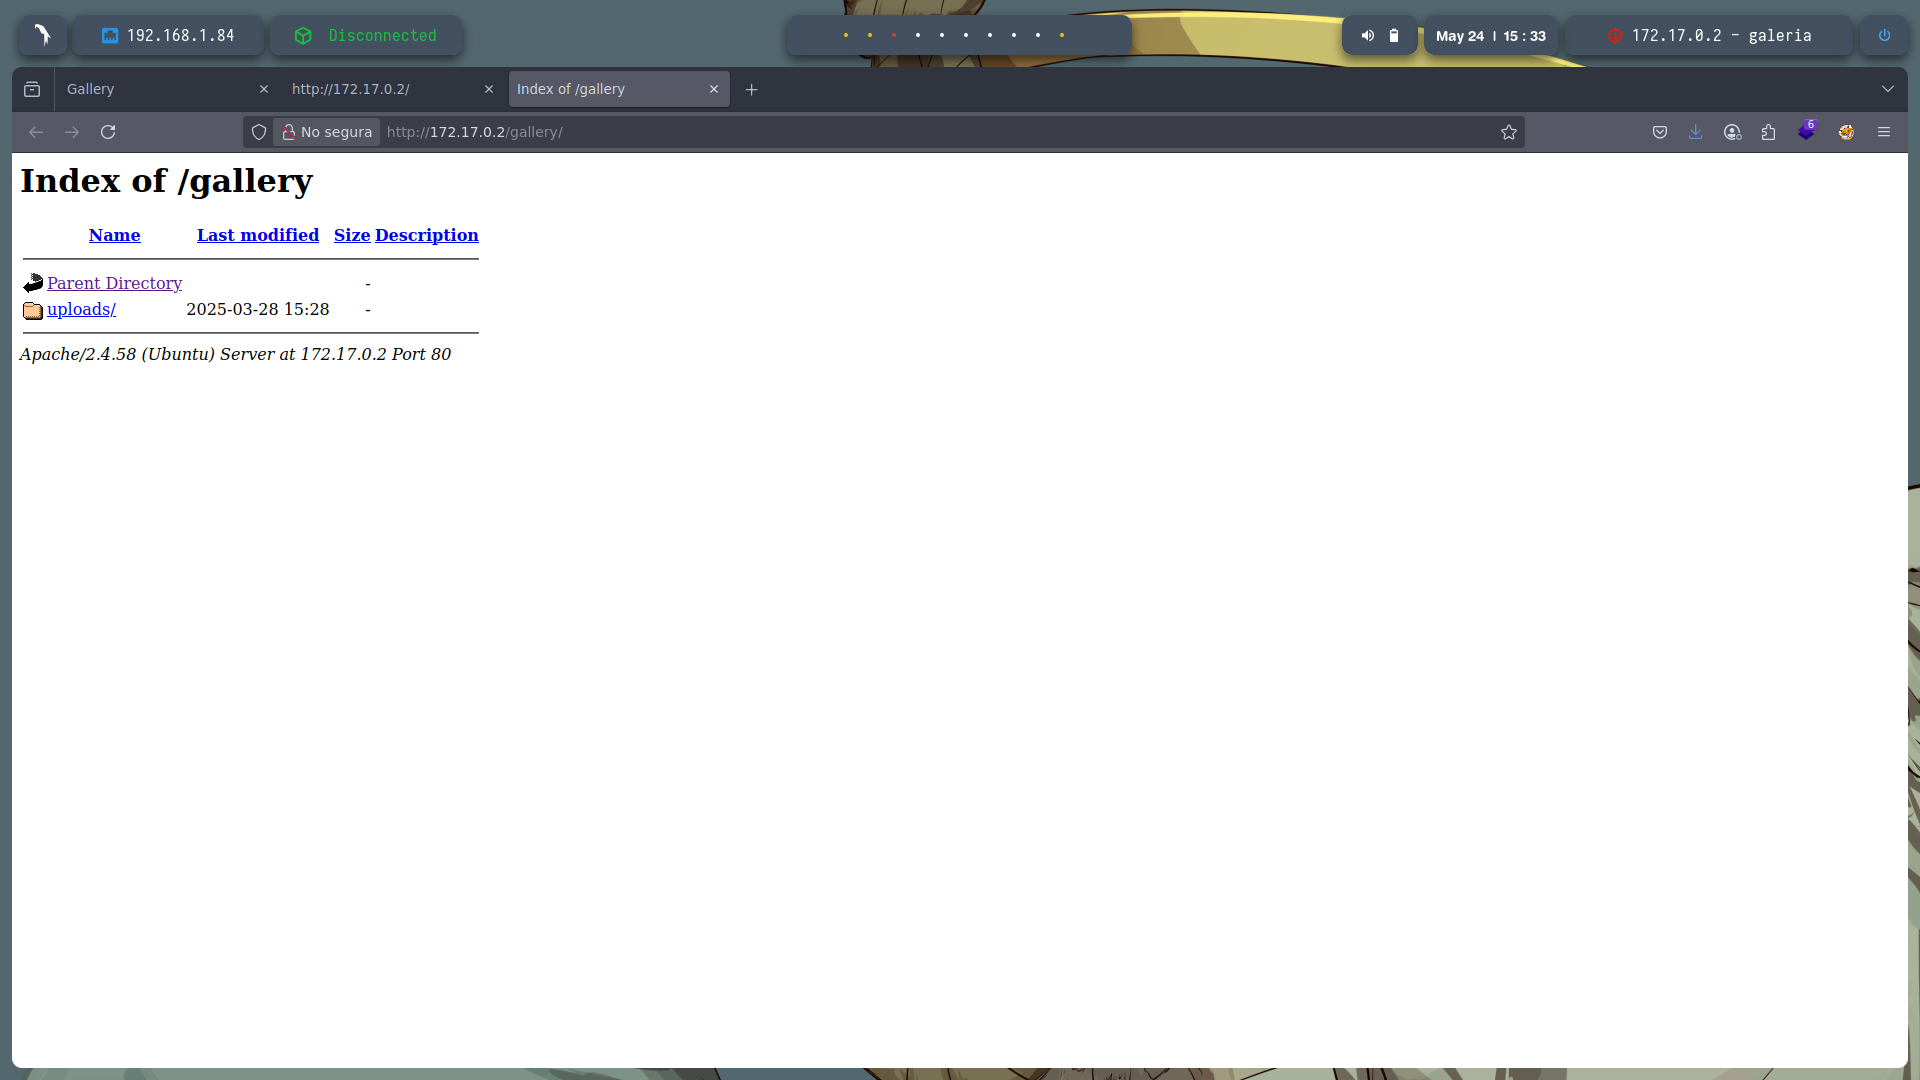 192.168.1.84
Disconnected
May 24 | 15 : 33
172.17.0.2 - galeria
Gallery
http://172.17.0.2/
Index of /gallery
No segura
http://172.17.0.2/gallery/
6
Index of /gallery
Name Last modified Size Description
Parent Directory -
uploads/ 2025-03-28 15:28 -
Apache/2.4.58 (Ubuntu) Server at 172.17.0.2 Port 80